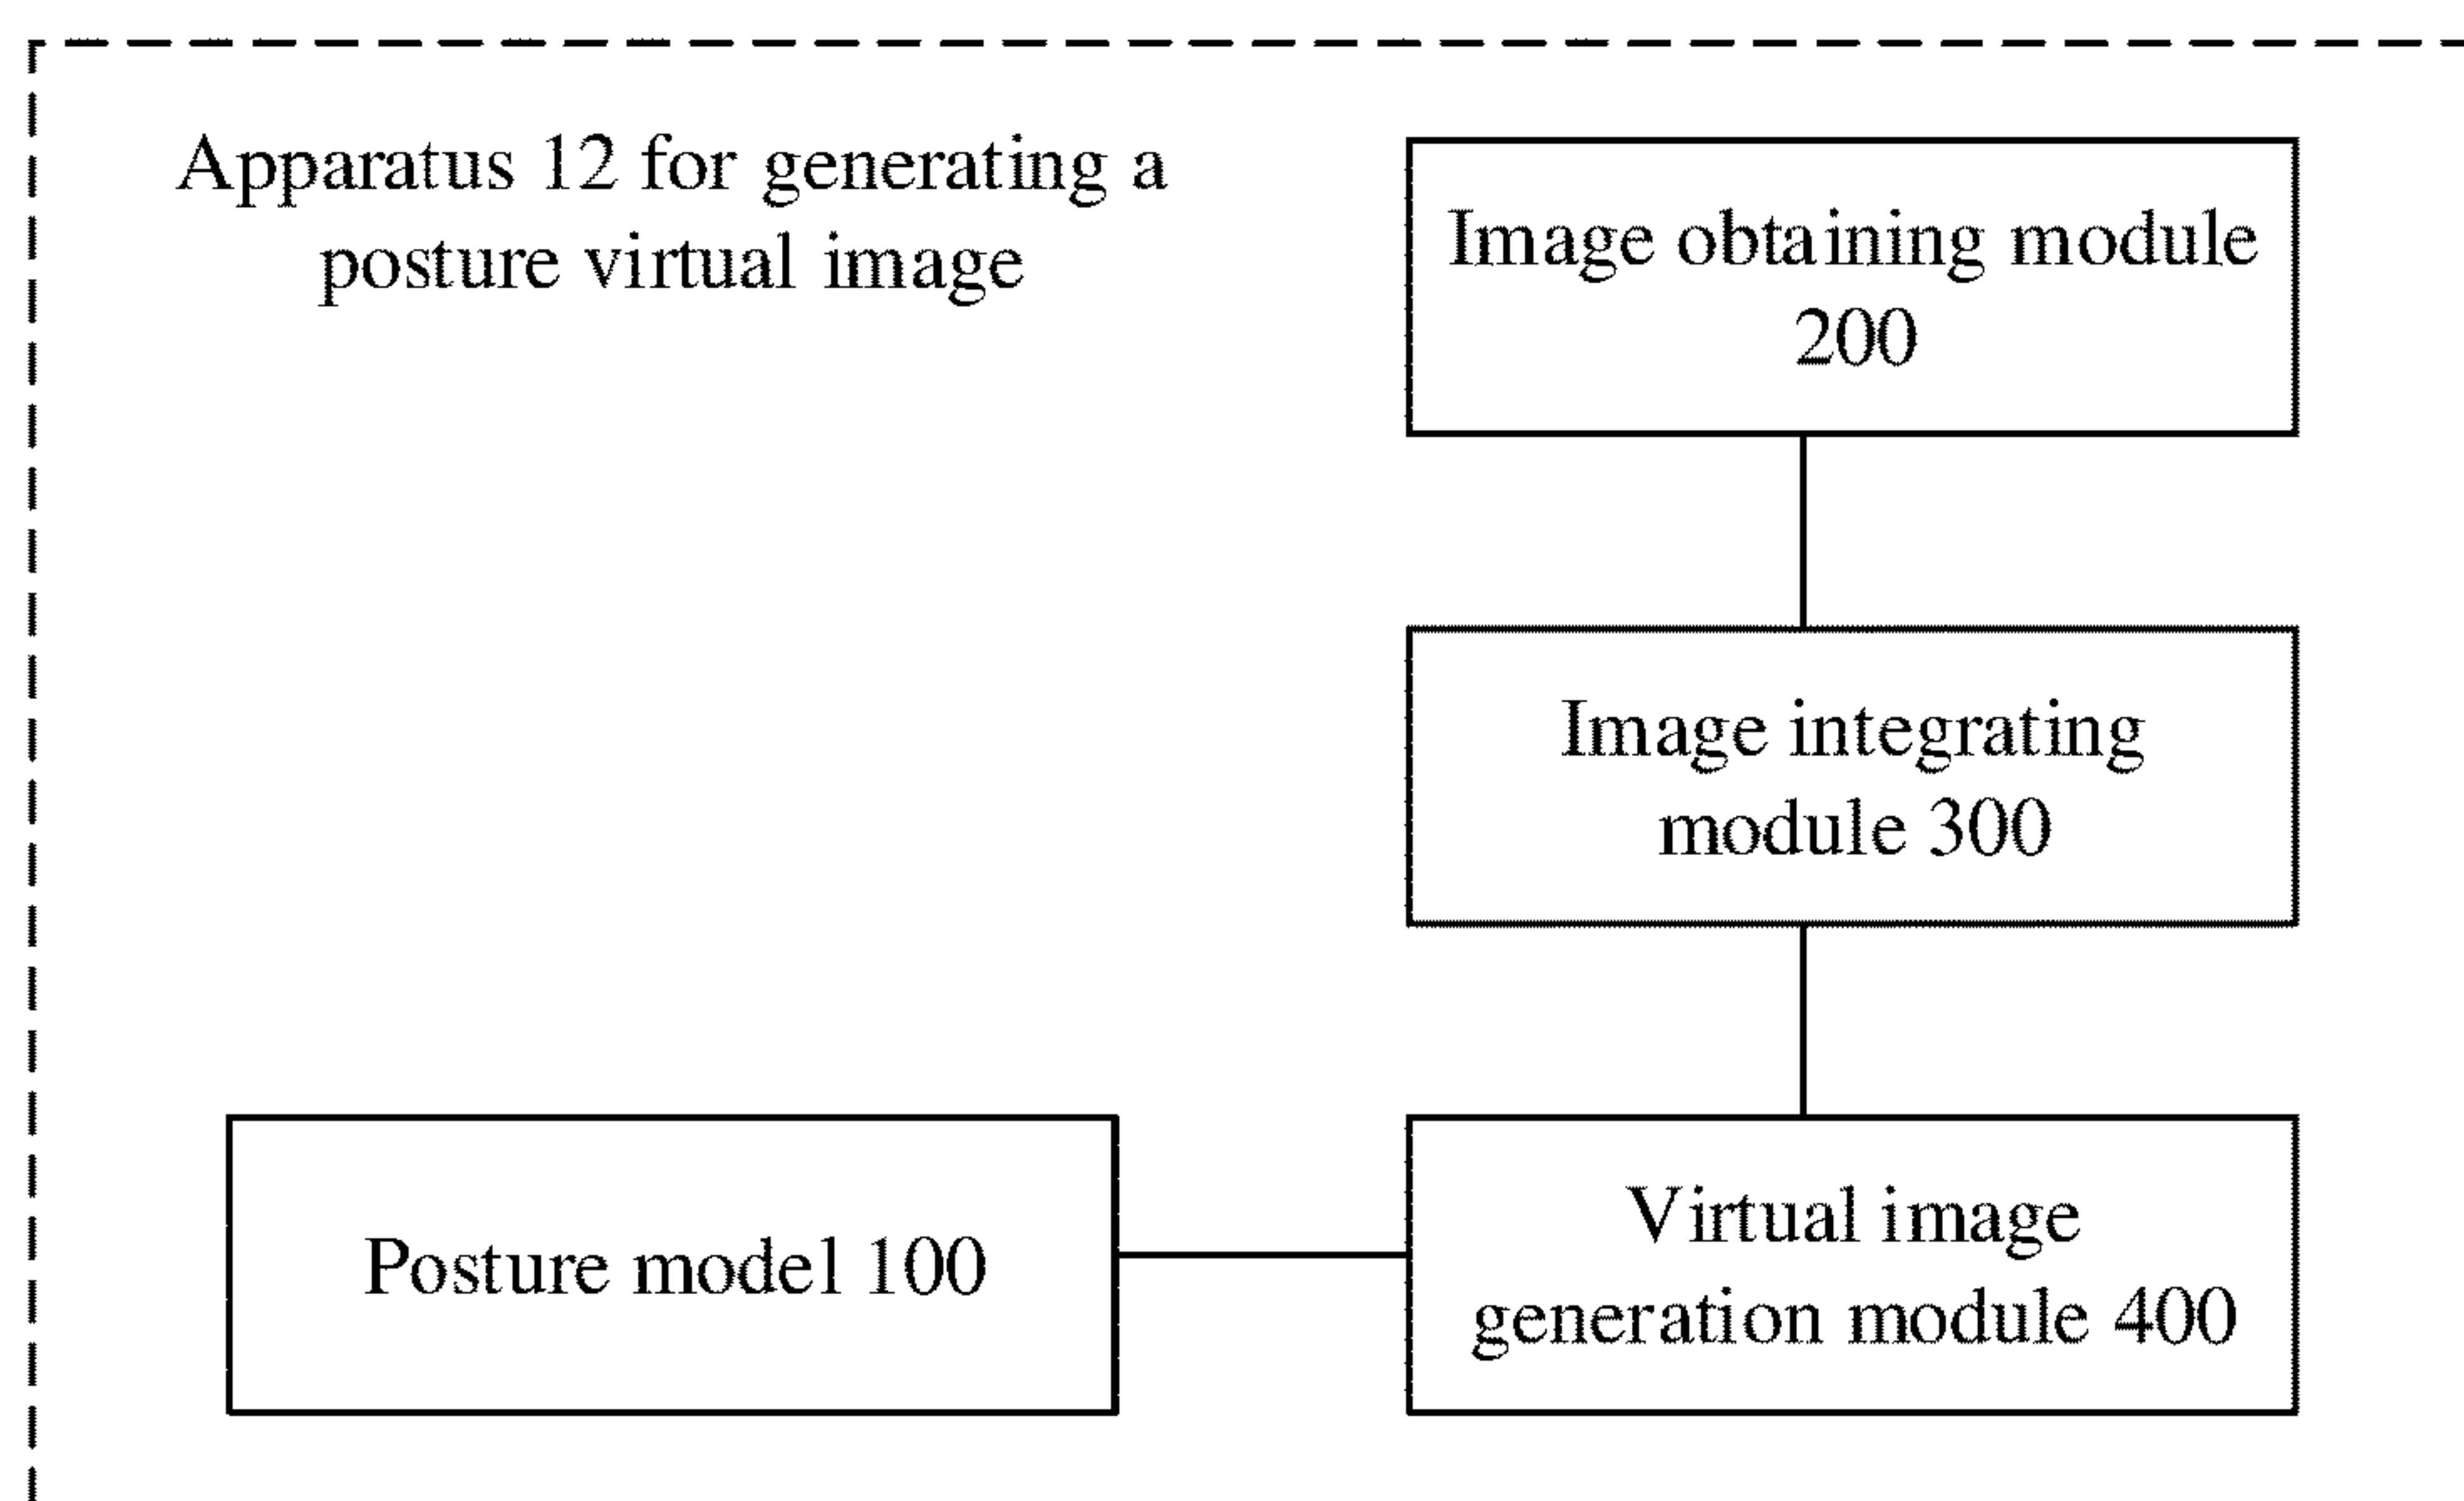 Apparatus 12 for generating a
posture virtual image
Image obtaining module
200
Image integrating
module 300
Posture model 100
Virtual image
generation module 400